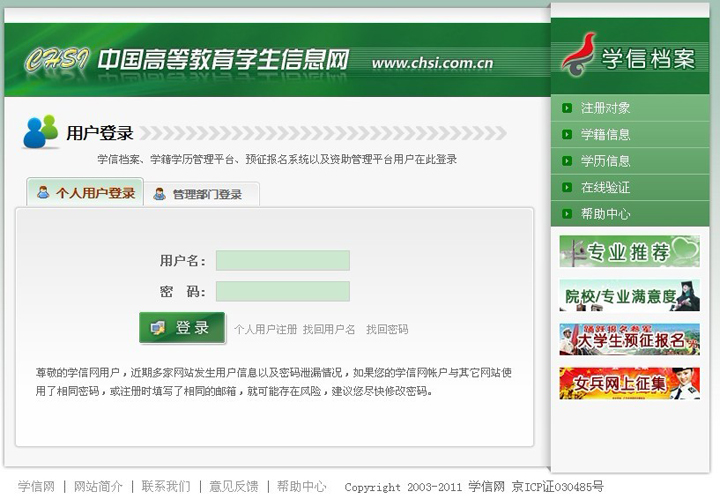 CHSI 中国高等教育学生信息网 www.chsi.com.cn
学信档案
注册对象
学籍信息
学历信息
在线验证
帮助中心
用户登录
学信档案、学籍学历管理平台、预征报名系统以及资助管理平台用户在此登录
个人用户登录 管理部门登录
用户名:
密 码:
登录 个人用户注册 找回用户名 找回密码
尊敬的学信网用户，近期多家网站发生用户信息以及密码泄漏情况，如果您的学信网帐户与其它网站使
用了相同密码，或注册时填写了相同的邮箱，就可能存在风险，建议您尽快修改密码。
专业推荐
院校/专业满意度
踊跃报名参军
大学生预征报名
女兵网上征集
学信网 | 网站简介 | 联系我们 | 意见反馈 | 帮助中心 Copyright 2003-2011 学信网 京ICP证030485号